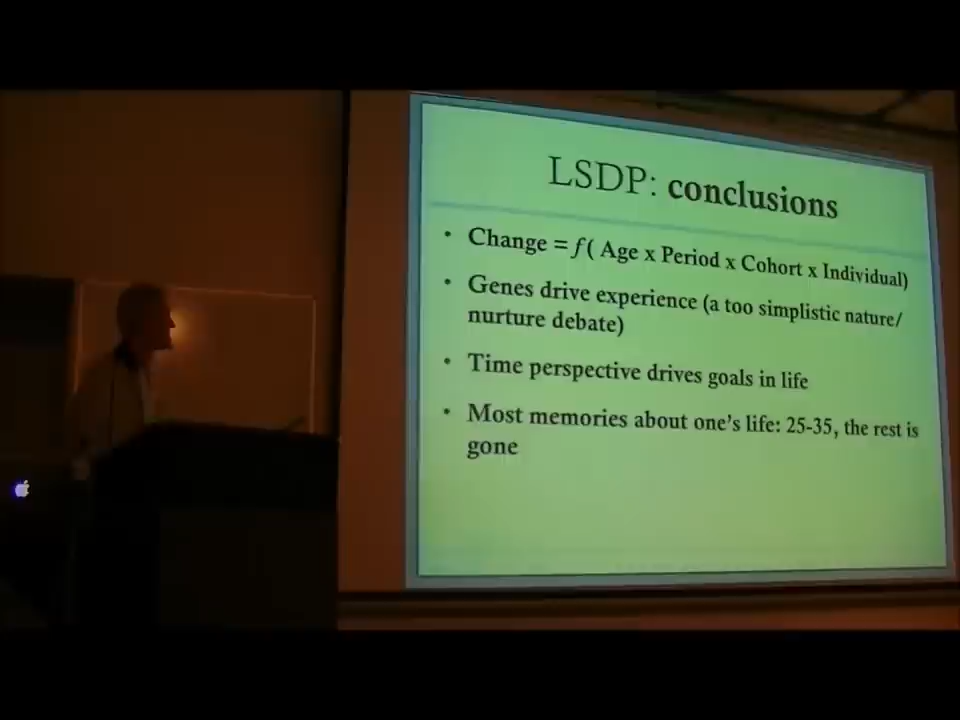 LSDP: conclusions
• Change = f( Age x Period x Cohort x Individual)
• Genes drive experience (a too simplistic nature/
nurture debate)
• Time perspective drives goals in life
• Most memories about one's life: 25-35, the rest is
gone